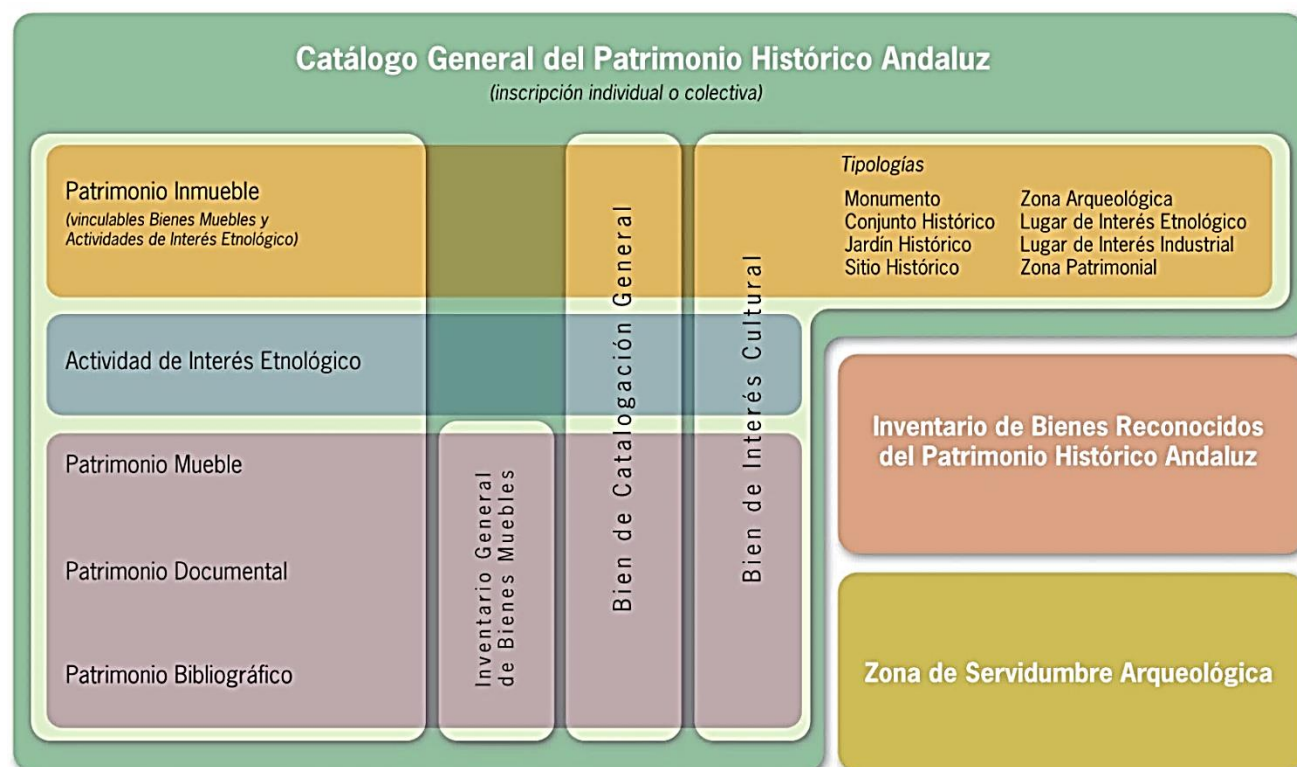 Catálogo General del Patrimonio Histórico Andaluz
(inscripción individual o colectiva)
Patrimonio Inmueble
(vinculables Bienes Muebles y
Actividades de Interés Etnológico)
Actividad de Interés Etnológico
Patrimonio Mueble
Patrimonio Documental
Patrimonio Bibliográfico
Inventario General
de Bienes Muebles
Bien de Catalogación General
Bien de Interés Cultural
Tipologías
Monumento
Conjunto Histórico
Jardín Histórico
Sitio Histórico
Zona Arqueológica
Lugar de Interés Etnológico
Lugar de Interés Industrial
Zona Patrimonial
Inventario de Bienes Reconocidos
del Patrimonio Histórico Andaluz
Zona de Servidumbre Arqueológica